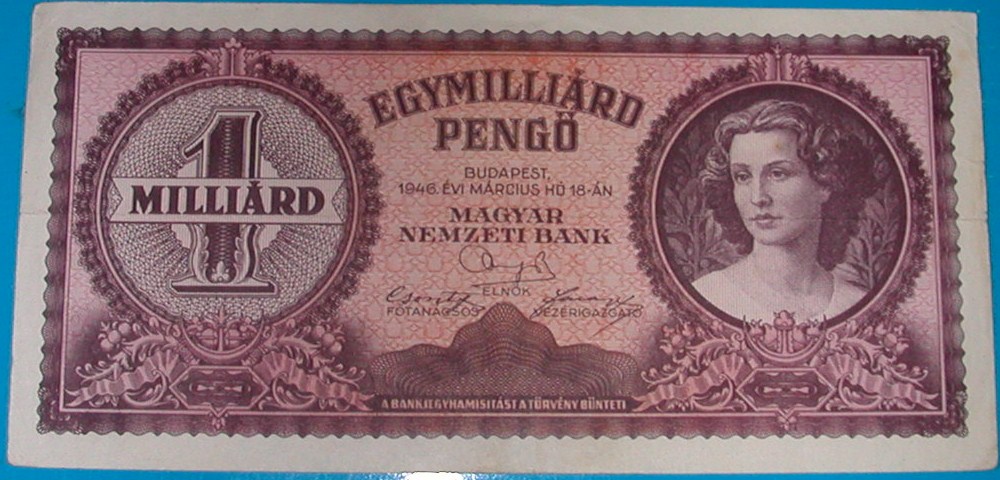 1
MILLIÁRD
EGYMILLIÁRD
PENGŐ
BUDAPEST,
1946. ÉVI MÁRCIUS HÓ 18-ÁN
MAGYAR
NEMZETI BANK
ELNÖK
FŐTANÁCSOS VEZÉRIGAZGATÓ
A BANKJEGYHAMISÍTÁST A TÖRVÉNY BÜNTETI